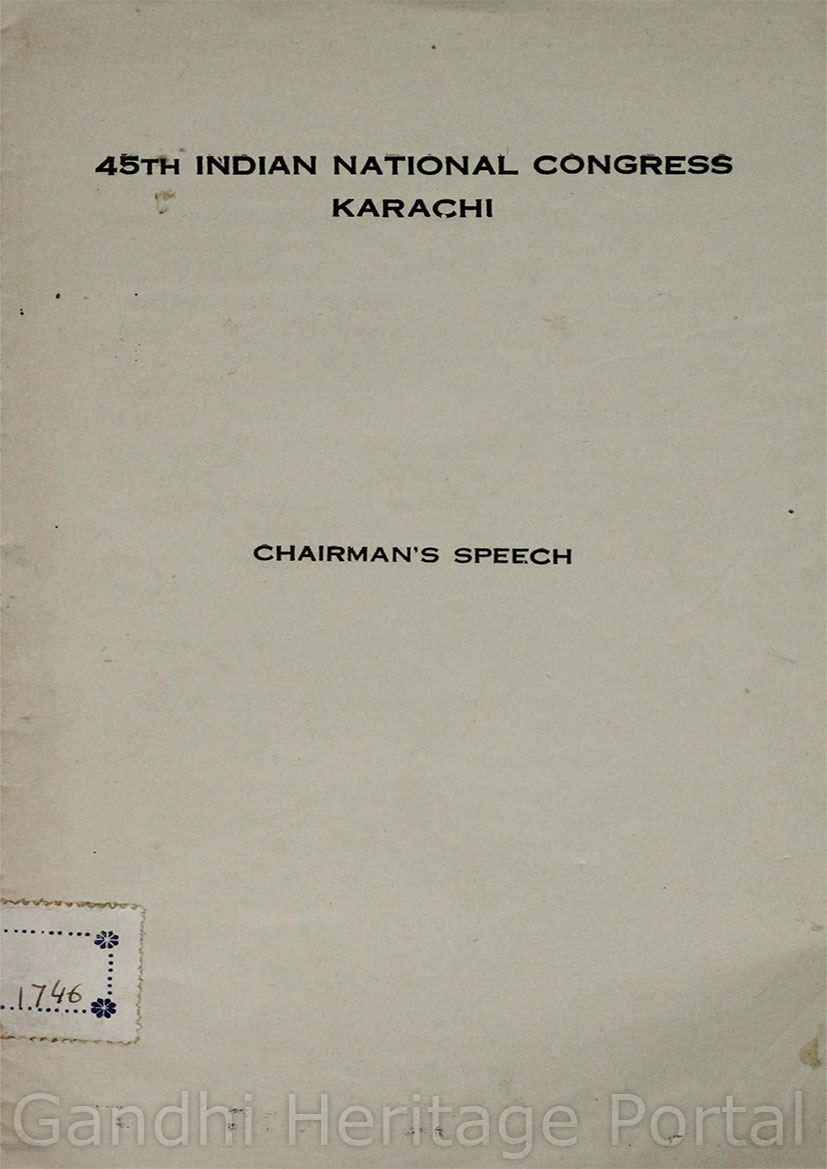 45TH INDIAN NATIONAL CONGRESS
KARACHI
CHAIRMAN'S SPEECH
1746
Gandhi Heritage Portal